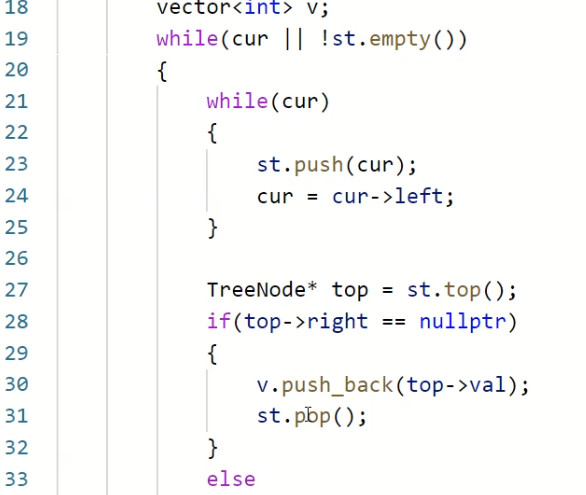 18 vector<int> v;
19 while(cur || !st.empty())
20 {
21 while(cur)
22 {
23 st.push(cur);
24 cur = cur->left;
25 }
26
27 TreeNode* top = st.top();
28 if(top->right == nullptr)
29 {
30 v.push_back(top->val);
31 st.pop();
32 }
33 else